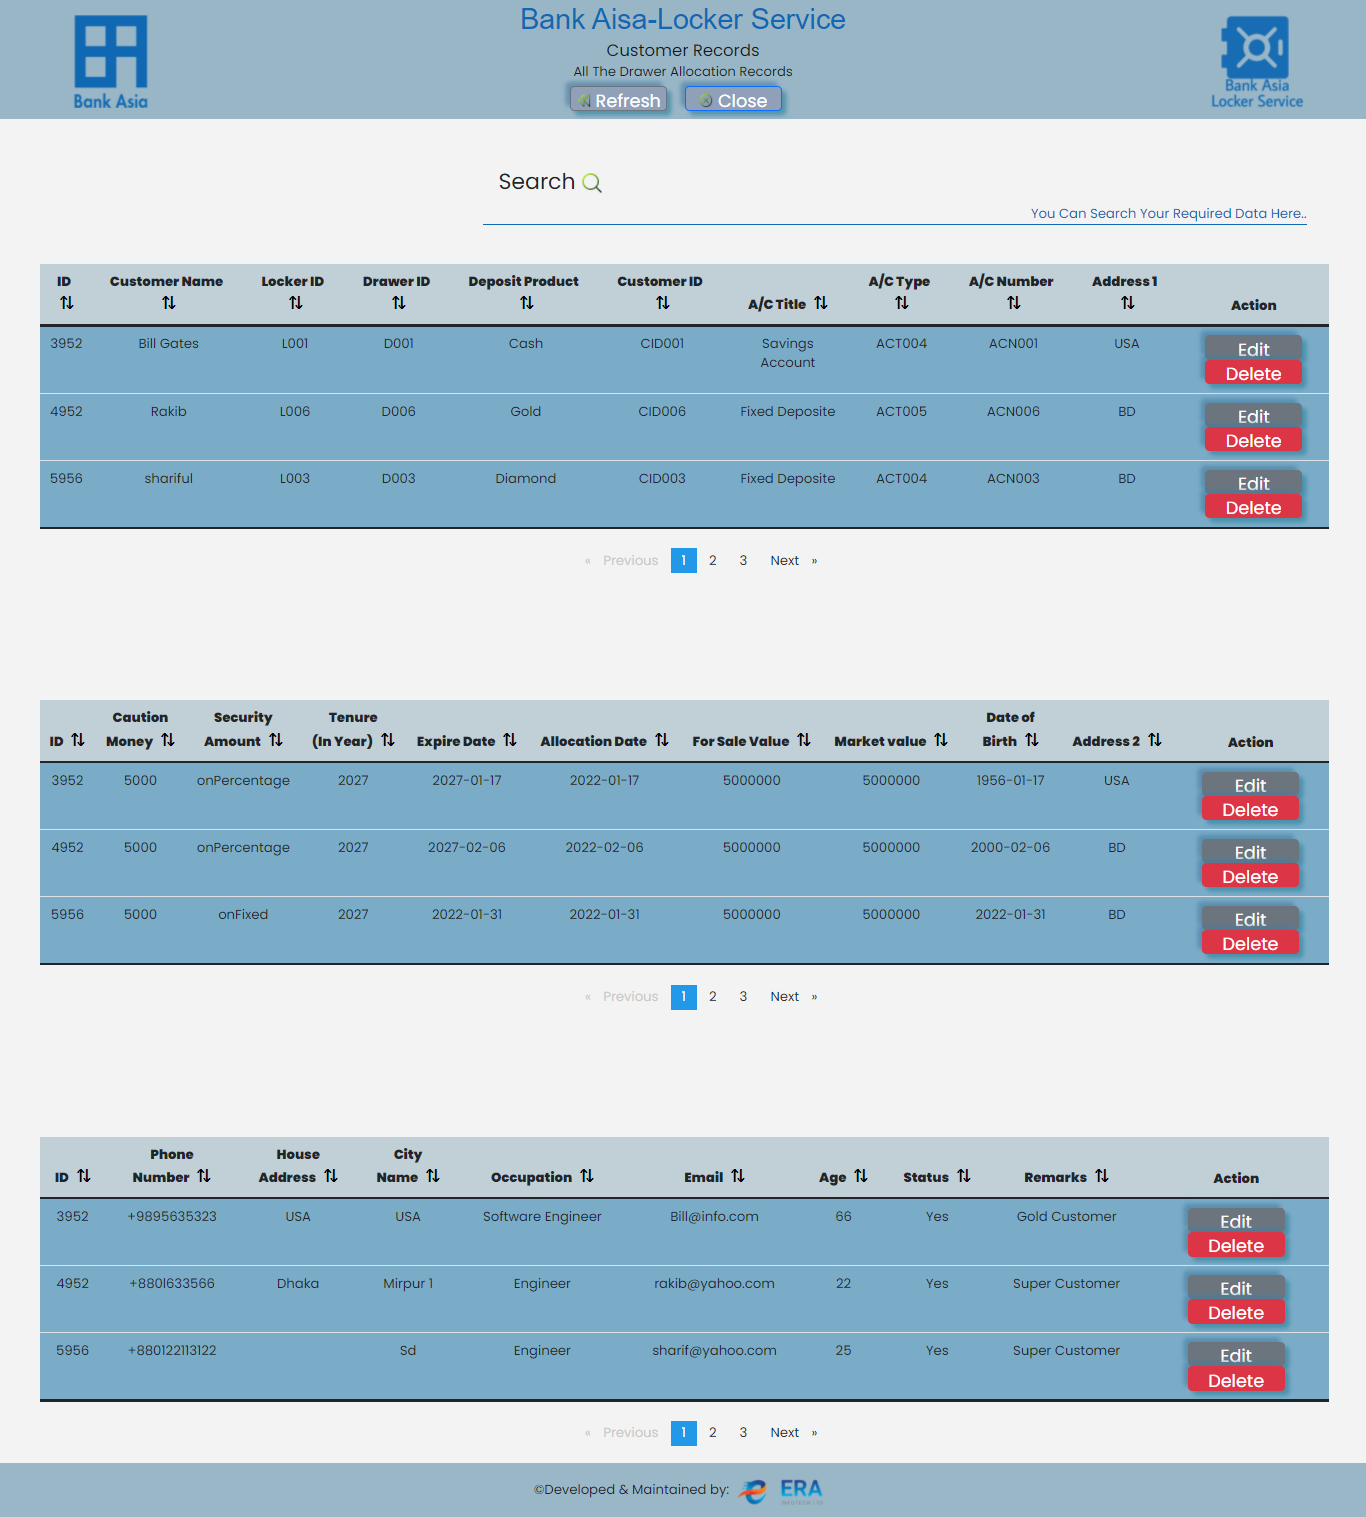 Bank Asia
Bank Aisa-Locker Service
Customer Records
All The Drawer Allocation Records
Refresh Close
Bank Asia
Locker Service
Search
You Can Search Your Required Data Here..
ID Customer Name Locker ID Drawer ID Deposit Product Customer ID A/C Title A/C Type A/C Number Address 1 Action
3952 Bill Gates L001 D001 Cash CID001 Savings Account ACT004 ACN001 USA Edit Delete
4952 Rakib L006 D006 Gold CID006 Fixed Deposite ACT005 ACN006 BD Edit Delete
5956 shariful L003 D003 Diamond CID003 Fixed Deposite ACT004 ACN003 BD Edit Delete
« Previous 1 2 3 Next »
ID Caution Money Security Amount Tenure (In Year) Expire Date Allocation Date For Sale Value Market value Date of Birth Address 2 Action
3952 5000 onPercentage 2027 2027-01-17 2022-01-17 5000000 5000000 1956-01-17 USA Edit Delete
4952 5000 onPercentage 2027 2027-02-06 2022-02-06 5000000 5000000 2000-02-06 BD Edit Delete
5956 5000 onFixed 2027 2022-01-31 2022-01-31 5000000 5000000 2022-01-31 BD Edit Delete
« Previous 1 2 3 Next »
ID Phone Number House Address City Name Occupation Email Age Status Remarks Action
3952 +9895635323 USA USA Software Engineer Bill@info.com 66 Yes Gold Customer Edit Delete
4952 +880l633566 Dhaka Mirpur 1 Engineer rakib@yahoo.com 22 Yes Super Customer Edit Delete
5956 +880122113122 Sd Engineer sharif@yahoo.com 25 Yes Super Customer Edit Delete
« Previous 1 2 3 Next »
©Developed & Maintained by: ERA